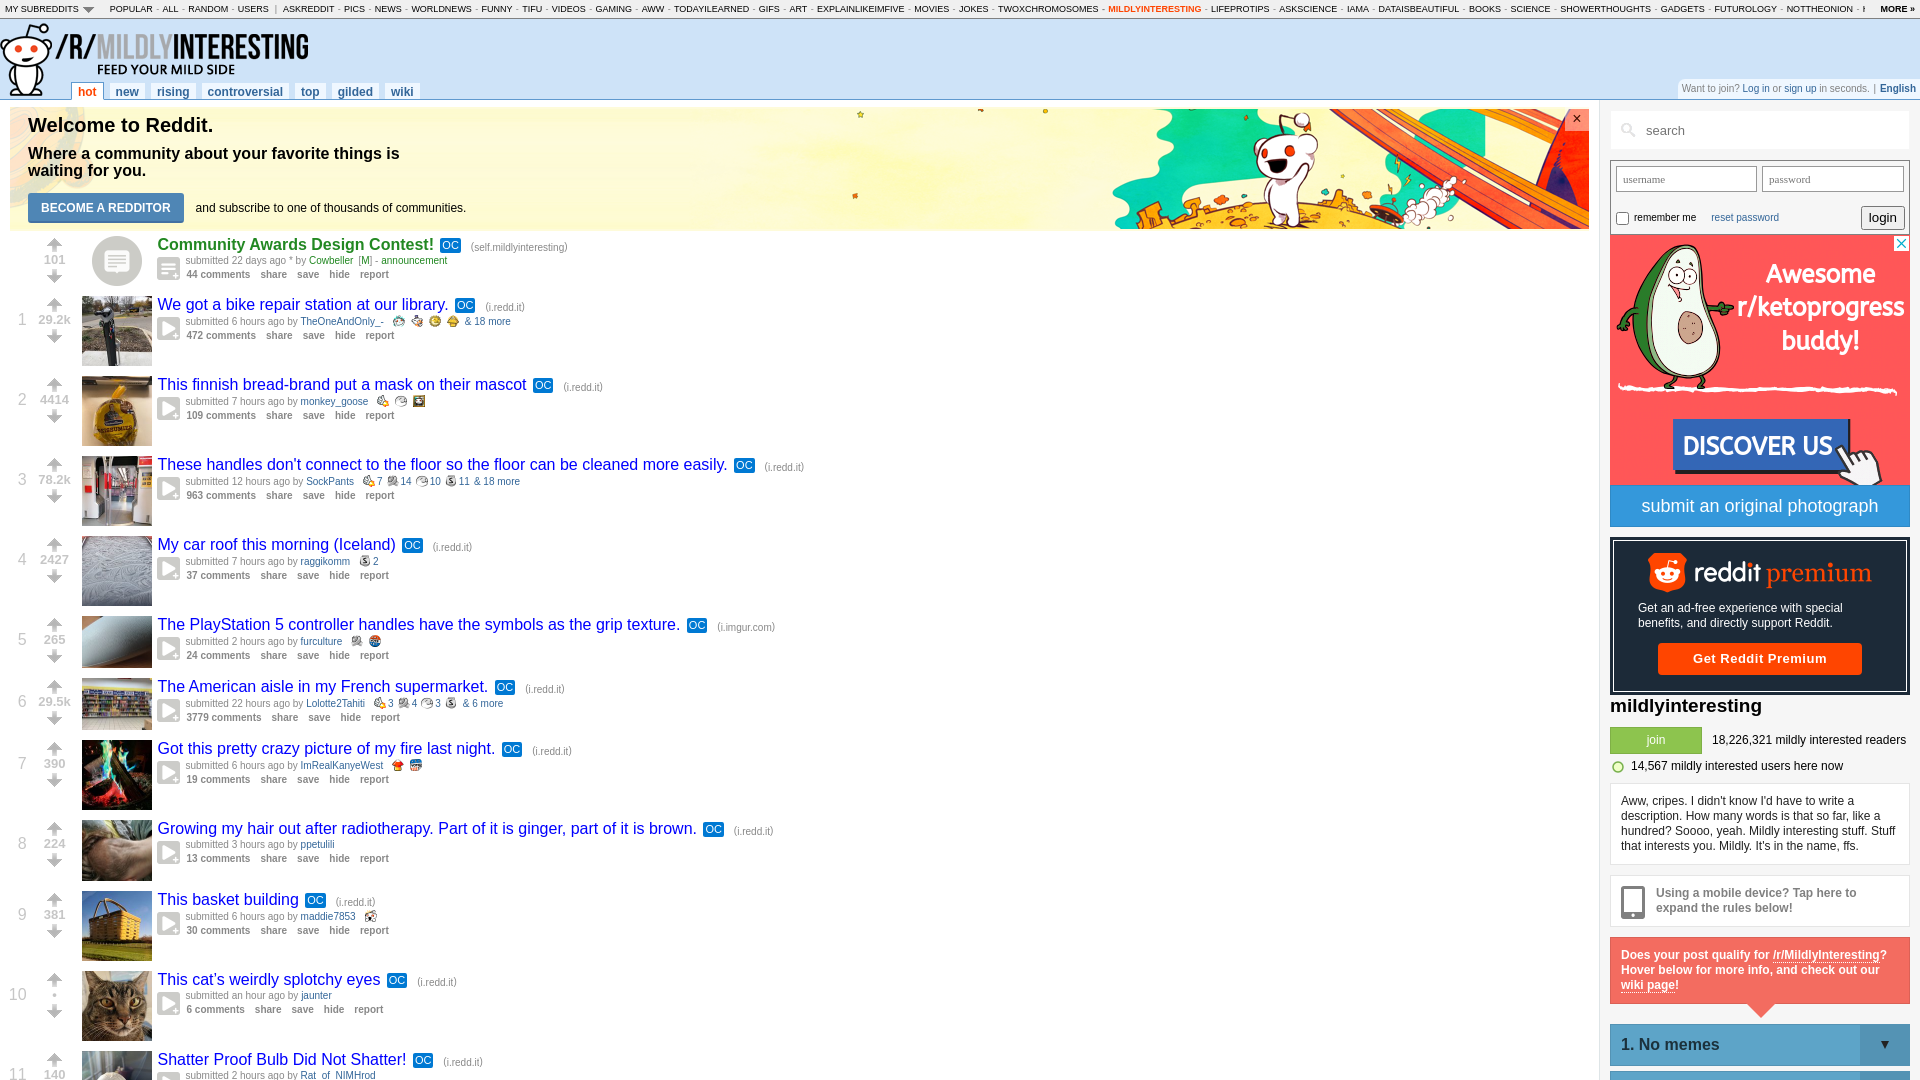 MY SUBREDDITS POPULAR - ALL - RANDOM - USERS | ASKREDDIT - PICS - NEWS - WORLDNEWS - FUNNY - TIFU - VIDEOS - GAMING - AWW - TODAYILEARNED - GIFS - ART - EXPLAINLIKEIMFIVE - MOVIES - JOKES - TWOXCHROMOSOMES - MILDLYINTERESTING - LIFEPROTIPS - ASKSCIENCE - IAMA - DATAISBEAUTIFUL - BOOKS - SCIENCE - SHOWERTHOUGHTS - GADGETS - FUTUROLOGY - NOTTHEONION - MORE »
/R/MILDLYINTERESTING
FEED YOUR MILD SIDE
hot new rising controversial top gilded wiki
Want to join? Log in or sign up in seconds. | English
Welcome to Reddit.
Where a community about your favorite things is
waiting for you.
BECOME A REDDITOR and subscribe to one of thousands of communities.
×
101
Community Awards Design Contest! OC (self.mildlyinteresting)
submitted 22 days ago * by Cowbeller [M] - announcement
44 comments share save hide report
1
29.2k
We got a bike repair station at our library. OC (i.redd.it)
submitted 6 hours ago by TheOneAndOnly_- & 18 more
472 comments share save hide report
2
4414
This finnish bread-brand put a mask on their mascot OC (i.redd.it)
submitted 7 hours ago by monkey_goose
109 comments share save hide report
3
78.2k
These handles don't connect to the floor so the floor can be cleaned more easily. OC (i.redd.it)
submitted 12 hours ago by SockPants 7 14 10 11 & 18 more
963 comments share save hide report
4
2427
My car roof this morning (Iceland) OC (i.redd.it)
submitted 7 hours ago by raggikomm 2
37 comments share save hide report
5
265
The PlayStation 5 controller handles have the symbols as the grip texture. OC (i.imgur.com)
submitted 2 hours ago by furculture
24 comments share save hide report
6
29.5k
The American aisle in my French supermarket. OC (i.redd.it)
submitted 22 hours ago by Lolotte2Tahiti 3 4 3 & 6 more
3779 comments share save hide report
7
390
Got this pretty crazy picture of my fire last night. OC (i.redd.it)
submitted 6 hours ago by ImRealKanyeWest
19 comments share save hide report
8
224
Growing my hair out after radiotherapy. Part of it is ginger, part of it is brown. OC (i.redd.it)
submitted 3 hours ago by ppetulili
13 comments share save hide report
9
381
This basket building OC (i.redd.it)
submitted 6 hours ago by maddie7853
30 comments share save hide report
10
•
This cat’s weirdly splotchy eyes OC (i.redd.it)
submitted an hour ago by jaunter
6 comments share save hide report
11
140
Shatter Proof Bulb Did Not Shatter! OC (i.redd.it)
submitted 2 hours ago by Rat_of_NIMHrod
search
username password
remember me reset password login
Awesome
r/ketoprogress
buddy!
DISCOVER US
submit an original photograph
reddit premium
Get an ad-free experience with special
benefits, and directly support Reddit.
Get Reddit Premium
mildlyinteresting
join 18,226,321 mildly interested readers
14,567 mildly interested users here now
Aww, cripes. I didn't know I'd have to write a
description. How many words is that so far, like a
hundred? Soooo, yeah. Mildly interesting stuff. Stuff
that interests you. Mildly. It's in the name, ffs.
Using a mobile device? Tap here to
expand the rules below!
Does your post qualify for /r/MildlyInteresting?
Hover below for more info, and check out our
wiki page!
1. No memes ▼